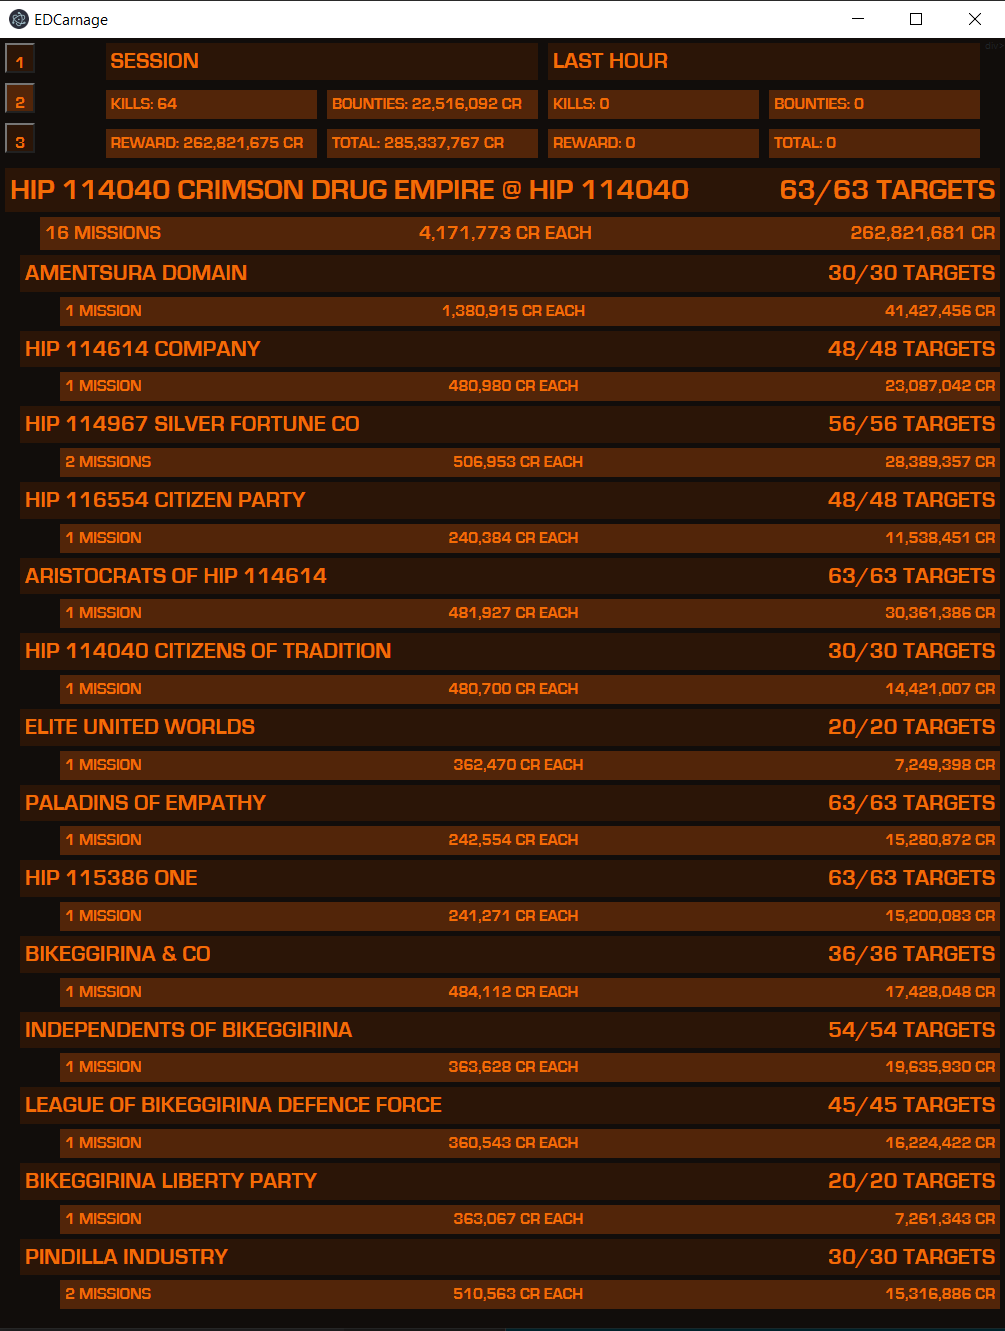 EDCarnage
1 SESSION LAST HOUR
2 KILLS: 64 BOUNTIES: 22,516,092 CR KILLS: 0 BOUNTIES: 0
3 REWARD: 262,821,675 CR TOTAL: 285,337,767 CR REWARD: 0 TOTAL: 0
HIP 114040 CRIMSON DRUG EMPIRE @ HIP 114040 63/63 TARGETS
16 MISSIONS 4,171,773 CR EACH 262,821,681 CR
AMENTSURA DOMAIN 30/30 TARGETS
1 MISSION 1,380,915 CR EACH 41,427,456 CR
HIP 114614 COMPANY 48/48 TARGETS
1 MISSION 480,980 CR EACH 23,087,042 CR
HIP 114967 SILVER FORTUNE CO 56/56 TARGETS
2 MISSIONS 506,953 CR EACH 28,389,357 CR
HIP 116554 CITIZEN PARTY 48/48 TARGETS
1 MISSION 240,384 CR EACH 11,538,451 CR
ARISTOCRATS OF HIP 114614 63/63 TARGETS
1 MISSION 481,927 CR EACH 30,361,386 CR
HIP 114040 CITIZENS OF TRADITION 30/30 TARGETS
1 MISSION 480,700 CR EACH 14,421,007 CR
ELITE UNITED WORLDS 20/20 TARGETS
1 MISSION 362,470 CR EACH 7,249,398 CR
PALADINS OF EMPATHY 63/63 TARGETS
1 MISSION 242,554 CR EACH 15,280,872 CR
HIP 115386 ONE 63/63 TARGETS
1 MISSION 241,271 CR EACH 15,200,083 CR
BIKEGGIRINA & CO 36/36 TARGETS
1 MISSION 484,112 CR EACH 17,428,048 CR
INDEPENDENTS OF BIKEGGIRINA 54/54 TARGETS
1 MISSION 363,628 CR EACH 19,635,930 CR
LEAGUE OF BIKEGGIRINA DEFENCE FORCE 45/45 TARGETS
1 MISSION 360,543 CR EACH 16,224,422 CR
BIKEGGIRINA LIBERTY PARTY 20/20 TARGETS
1 MISSION 363,067 CR EACH 7,261,343 CR
PINDILLA INDUSTRY 30/30 TARGETS
2 MISSIONS 510,563 CR EACH 15,316,886 CR